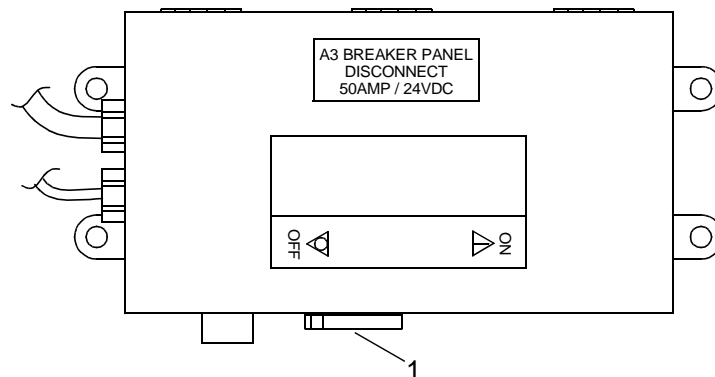 A3 BREAKER PANEL
DISCONNECT
50AMP / 24VDC
OFF
ON
1